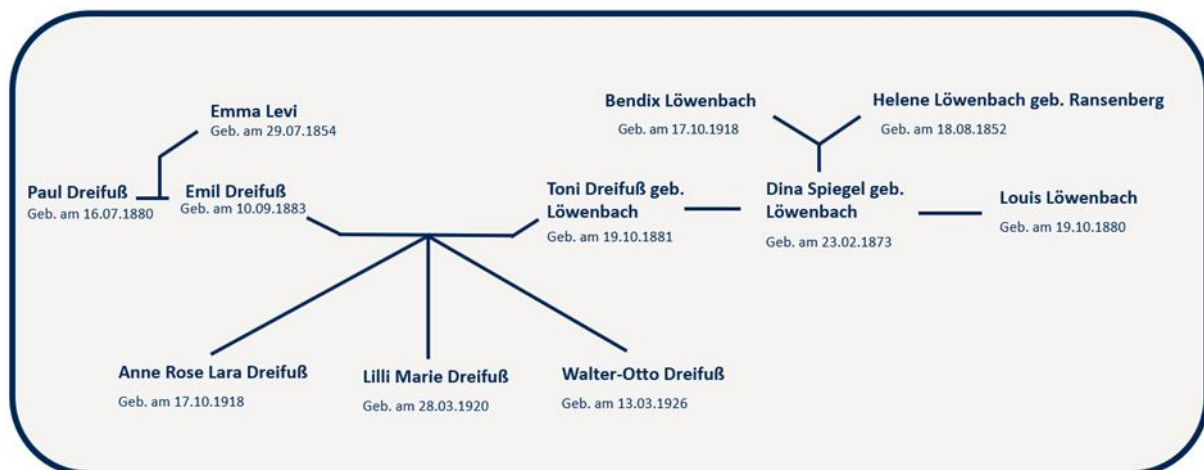 Emma Levi
Geb. am 29.07.1854
Bendix Löwenbach
Geb. am 17.10.1918
Helene Löwenbach geb. Ransenberg
Geb. am 18.08.1852
Paul Dreifuß
Geb. am 16.07.1880
Emil Dreifuß
Geb. am 10.09.1883
Toni Dreifuß geb.
Löwenbach
Geb. am 19.10.1881
Dina Spiegel geb.
Löwenbach
Geb. am 23.02.1873
Louis Löwenbach
Geb. am 19.10.1880
Anne Rose Lara Dreifuß
Geb. am 17.10.1918
Lilli Marie Dreifuß
Geb. am 28.03.1920
Walter-Otto Dreifuß
Geb. am 13.03.1926